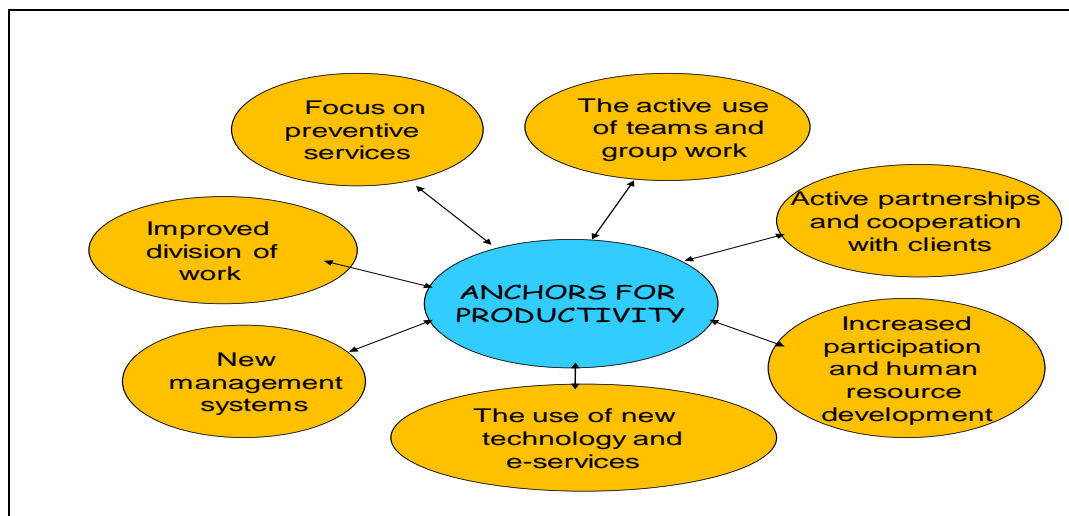 Focus on
preventive
services
The active use
of teams and
group work
Active partnerships
and cooperation
with clients
Improved
division of
work
ANCHORS FOR
PRODUCTIVITY
Increased
participation
and human
resource
development
New
management
systems
The use of new
technology and
e-services